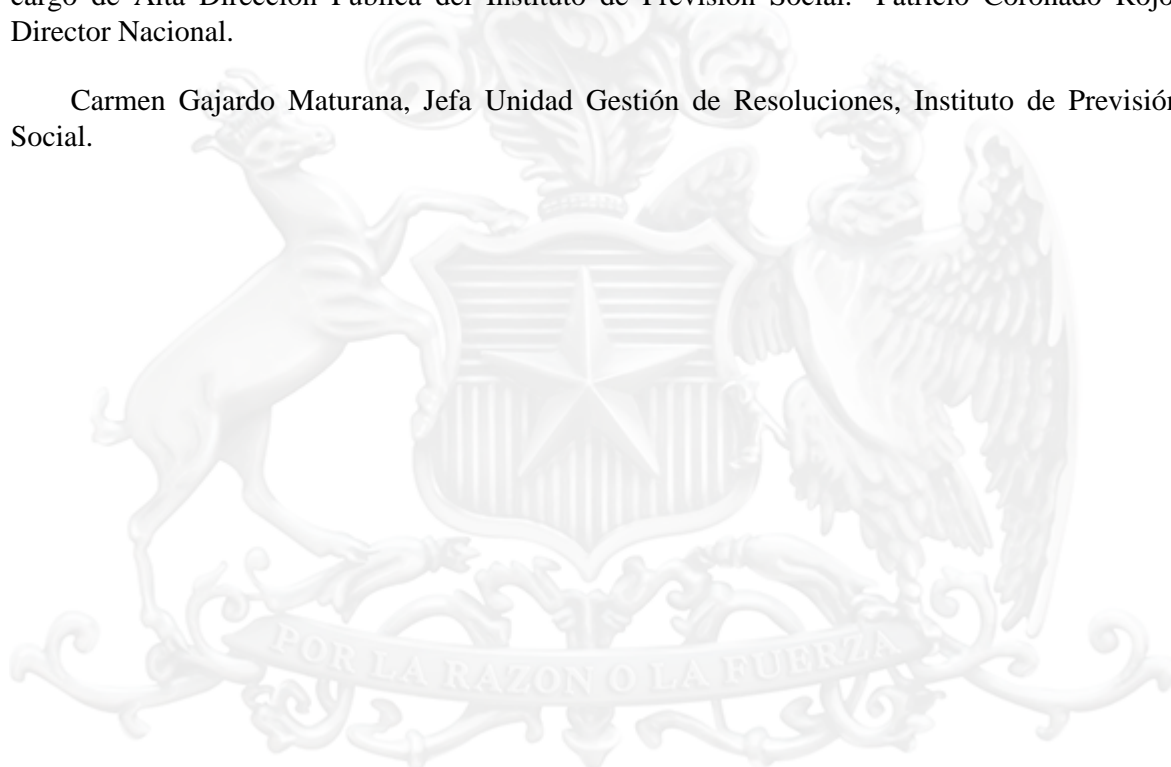 cargo de Alta Dirección Pública del Instituto de Previsión Social.- Patricio Coronado Rojo
Director Nacional.
Carmen Gajardo Maturana, Jefa Unidad Gestión de Resoluciones, Instituto de Previsión
Social.
POR LA RAZON O LA FUERZA